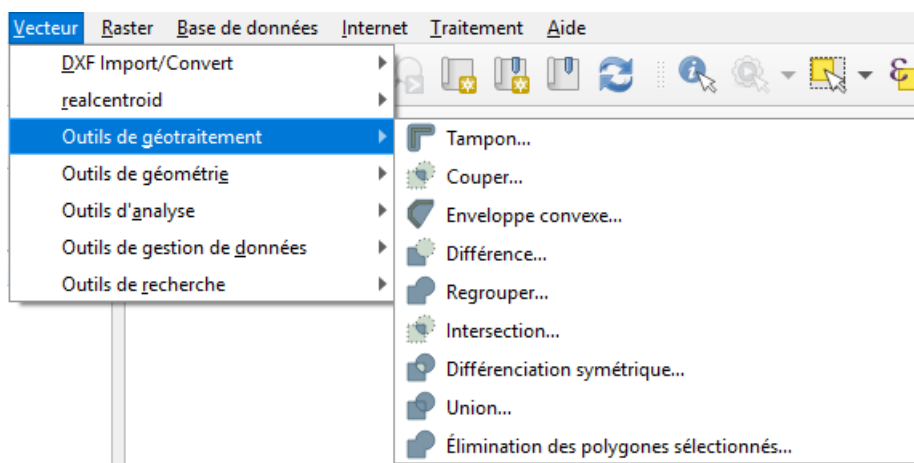 Vecteur Raster Base de données Internet Traitement Aide
DXF Import/Convert
realcentroid
Outils de géotraitement
Outils de géométrie
Outils d'analyse
Outils de gestion de données
Outils de recherche
Tampon...
Couper...
Enveloppe convexe...
Différence...
Regrouper...
Intersection...
Différenciation symétrique...
Union...
Élimination des polygones sélectionnés...